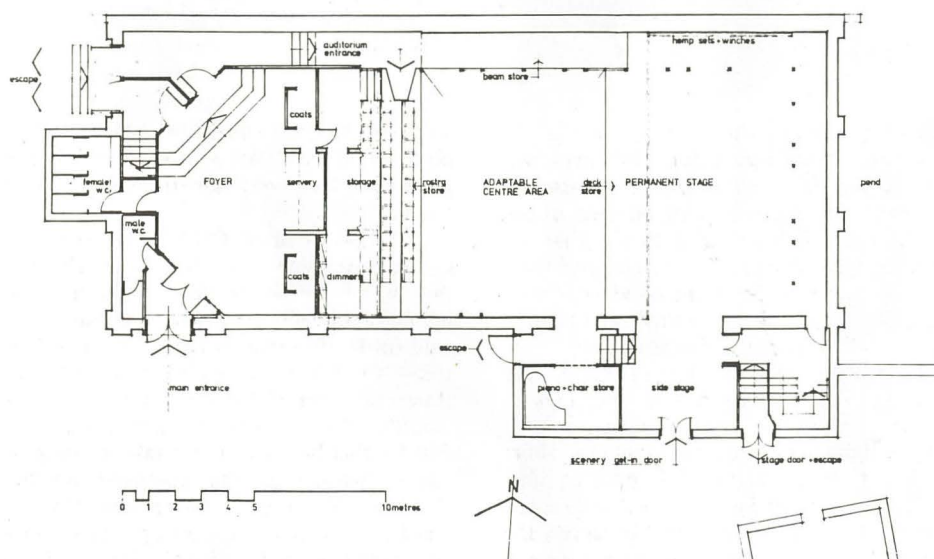 hemp sets + winches
auditorium
entrance
escape
beam store
coats
female
w.c.
FOYER
servery
storage
rostra
store
ADAPTABLE
CENTRE AREA
deck
store
PERMANENT STAGE
pend
male
w.c.
coats
dimmers
escape
main entrance
piano + chair store
side stage
scenery get-in door
stage door + escape
N
0 1 2 3 4 5 10 metres